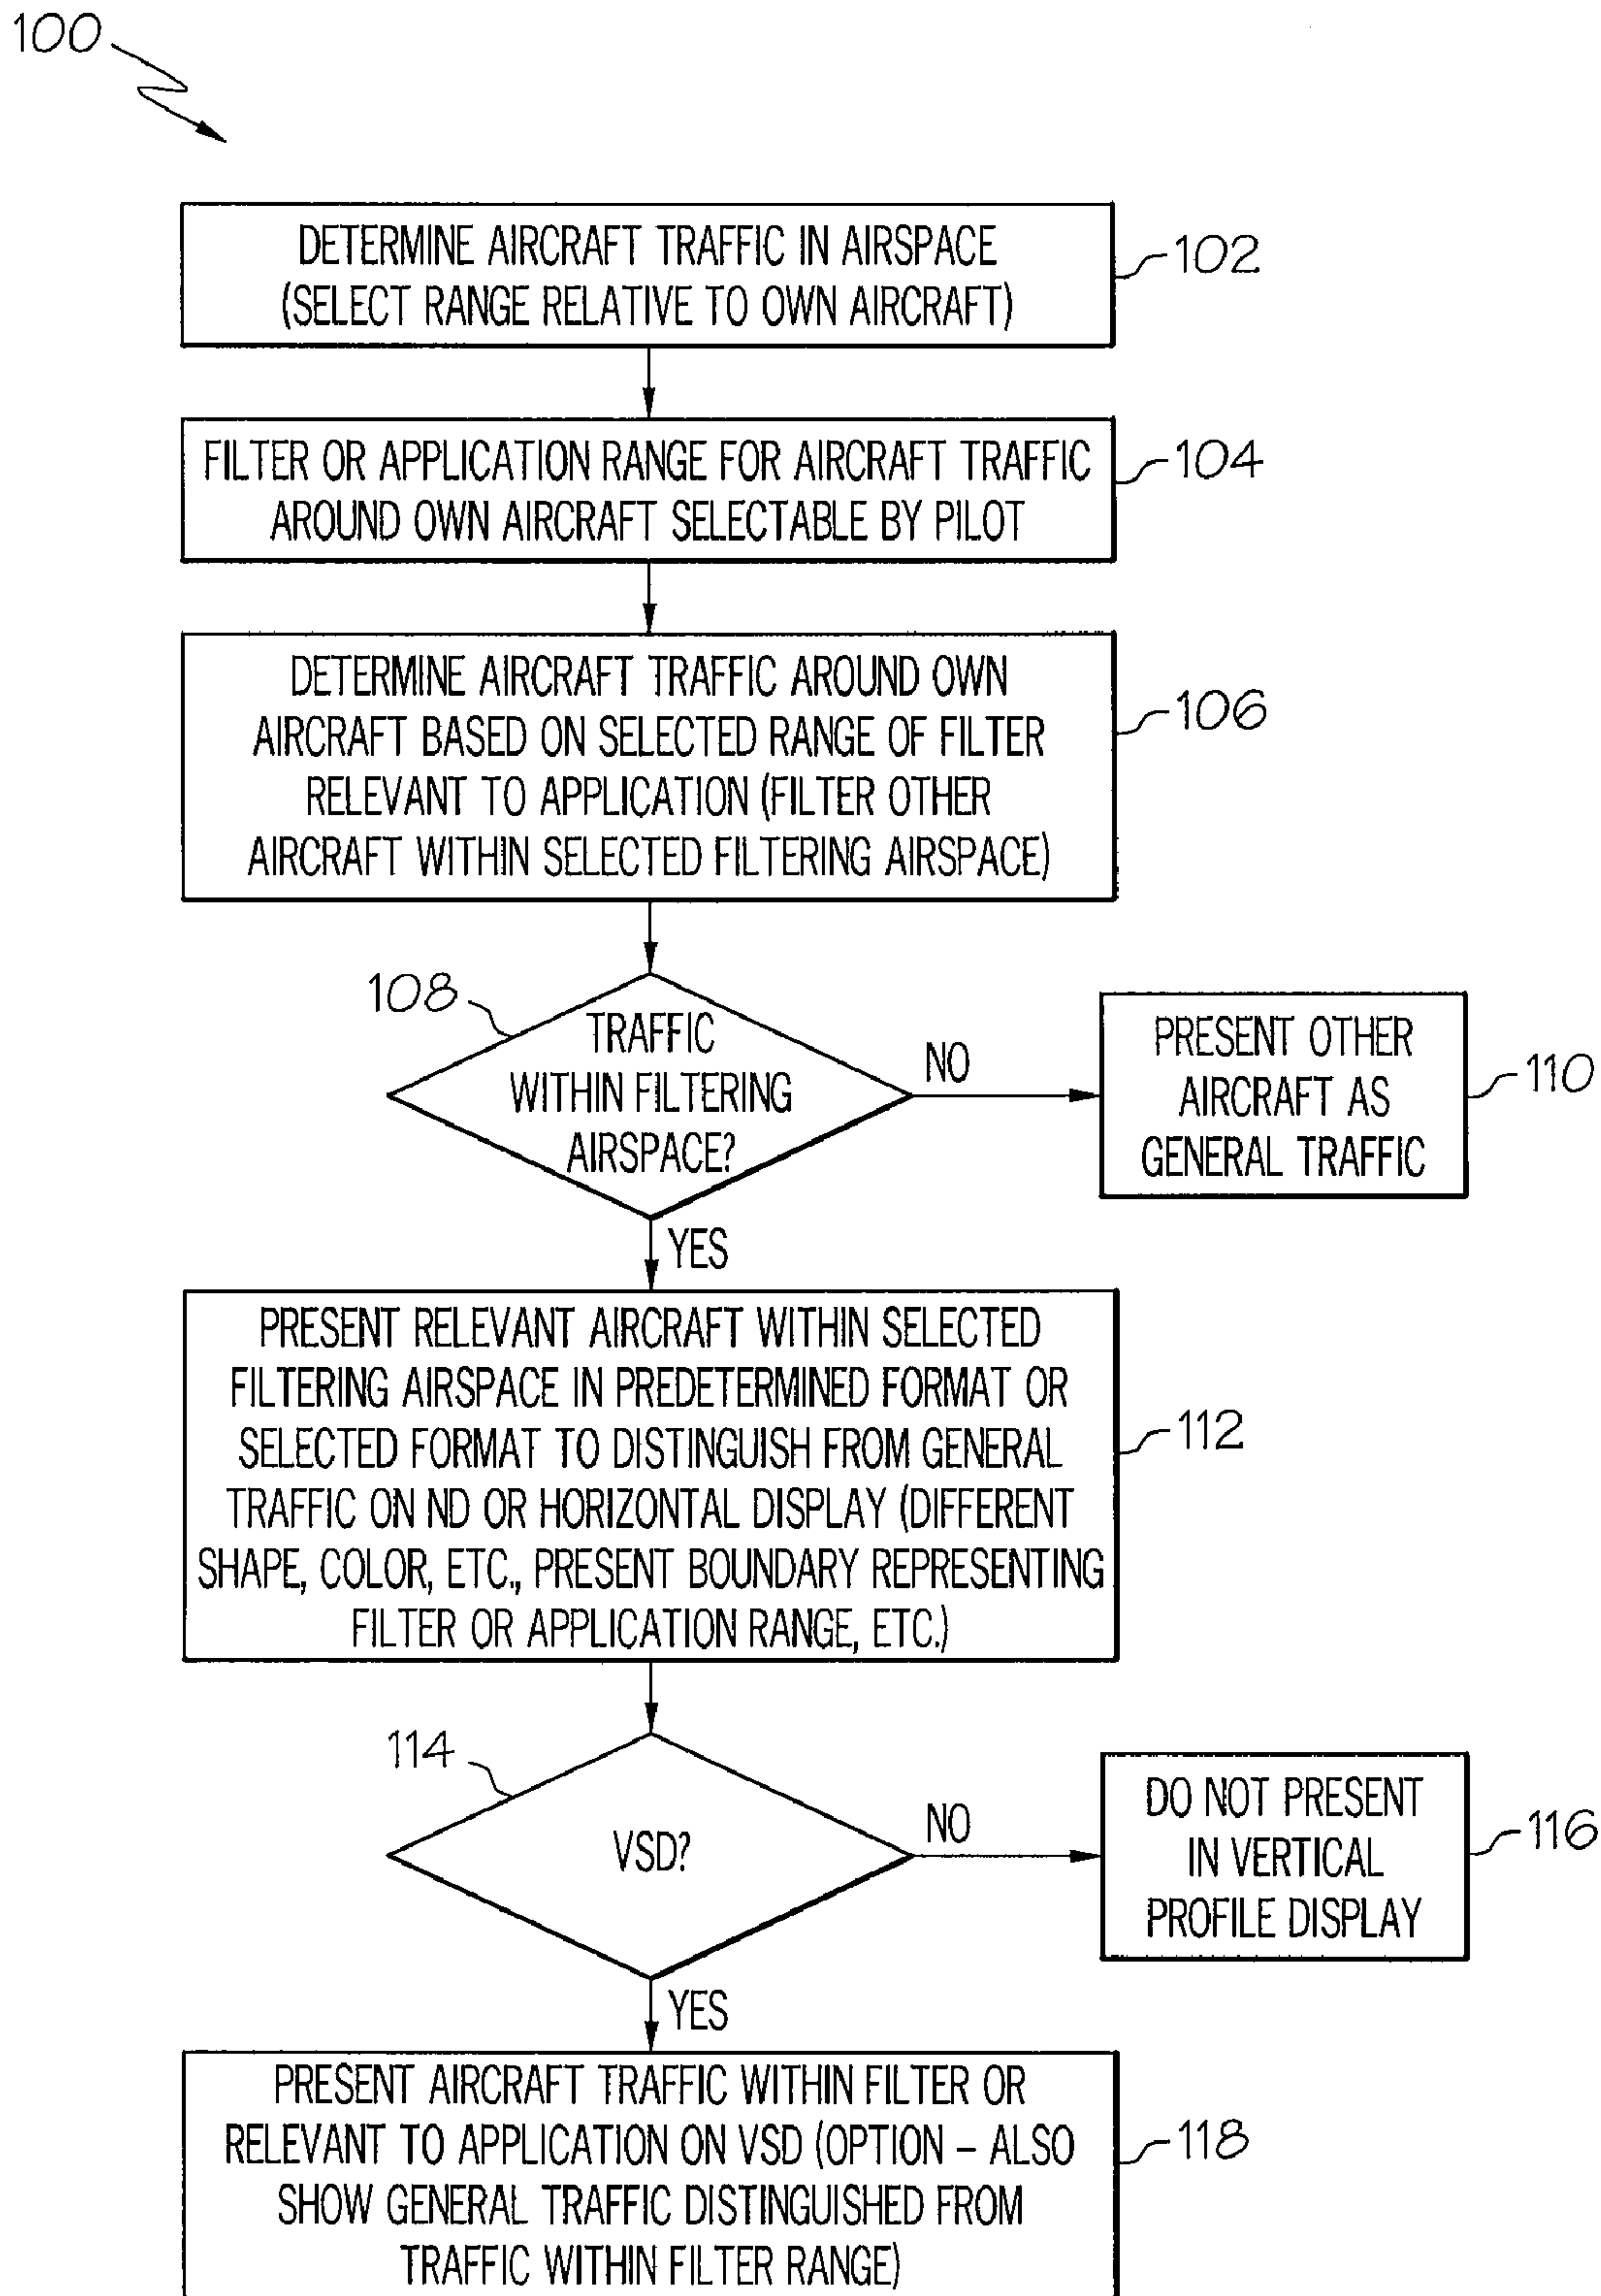 100
DETERMINE AIRCRAFT TRAFFIC IN AIRSPACE
(SELECT RANGE RELATIVE TO OWN AIRCRAFT)
102
FILTER OR APPLICATION RANGE FOR AIRCRAFT TRAFFIC
AROUND OWN AIRCRAFT SELECTABLE BY PILOT
104
DETERMINE AIRCRAFT TRAFFIC AROUND OWN
AIRCRAFT BASED ON SELECTED RANGE OF FILTER
RELEVANT TO APPLICATION (FILTER OTHER
AIRCRAFT WITHIN SELECTED FILTERING AIRSPACE)
106
108
TRAFFIC
WITHIN FILTERING
AIRSPACE?
NO
PRESENT OTHER
AIRCRAFT AS
GENERAL TRAFFIC
110
YES
PRESENT RELEVANT AIRCRAFT WITHIN SELECTED
FILTERING AIRSPACE IN PREDETERMINED FORMAT OR
SELECTED FORMAT TO DISTINGUISH FROM GENERAL
TRAFFIC ON ND OR HORIZONTAL DISPLAY (DIFFERENT
SHAPE, COLOR, ETC., PRESENT BOUNDARY REPRESENTING
FILTER OR APPLICATION RANGE, ETC.)
112
114
VSD?
NO
DO NOT PRESENT
IN VERTICAL
PROFILE DISPLAY
116
YES
PRESENT AIRCRAFT TRAFFIC WITHIN FILTER OR
RELEVANT TO APPLICATION ON VSD (OPTION – ALSO
SHOW GENERAL TRAFFIC DISTINGUISHED FROM
TRAFFIC WITHIN FILTER RANGE)
118